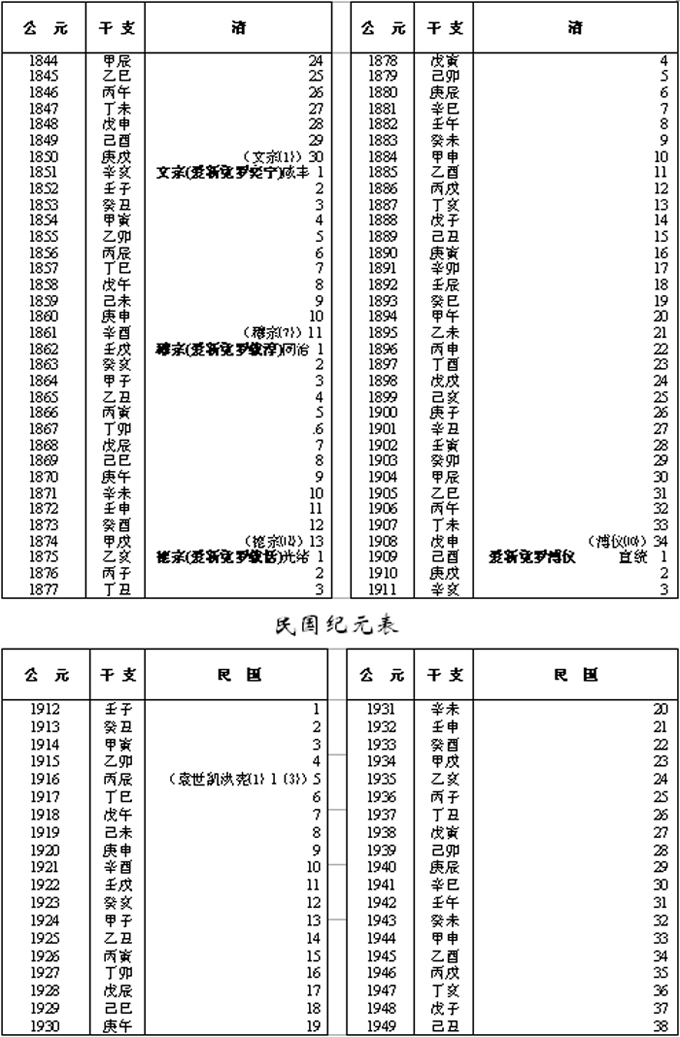 公 元 干 支 清
1844 甲辰 24
1845 乙巳 25
1846 丙午 26
1847 丁未 27
1848 戊申 28
1849 己酉 29
1850 庚戌 (文宗{1}) 30
1851 辛亥 文宗(爱新觉罗奕宁)咸丰 1
1852 壬子 2
1853 癸丑 3
1854 甲寅 4
1855 乙卯 5
1856 丙辰 6
1857 丁巳 7
1858 戊午 8
1859 己未 9
1860 庚申 10
1861 辛酉 (穆宗{7}) 11
1862 壬戌 穆宗(爱新觉罗载淳)同治 1
1863 癸亥 2
1864 甲子 3
1865 乙丑 4
1866 丙寅 5
1867 丁卯 .6
1868 戊辰 7
1869 己巳 8
1870 庚午 9
1871 辛未 10
1872 壬申 11
1873 癸酉 12
1874 甲戌 (德宗) 13
1875 乙亥 德宗(爱新觉罗载恬)光绪 1
1876 丙子 2
1877 丁丑 3
公 元 干 支 清
1878 戊寅 4
1879 己卯 5
1880 庚辰 6
1881 辛巳 7
1882 壬午 8
1883 癸未 9
1884 甲申 10
1885 乙酉 11
1886 丙戌 12
1887 丁亥 13
1888 戊子 14
1889 己丑 15
1890 庚寅 16
1891 辛卯 17
1892 壬辰 18
1893 癸巳 19
1894 甲午 20
1895 乙未 21
1896 丙申 22
1897 丁酉 23
1898 戊戌 24
1899 己亥 25
1900 庚子 26
1901 辛丑 27
1902 壬寅 28
1903 癸卯 29
1904 甲辰 30
1905 乙巳 31
1906 丙午 32
1907 丁未 33
1908 戊申 (溥仪) 34
1909 己酉 爱新觉罗溥仪 宣统 1
1910 庚戌 2
1911 辛亥 3
民国纪元表
公 元 干 支 民 国
1912 壬子 1
1913 癸丑 2
1914 甲寅 3
1915 乙卯 4
1916 丙辰 (袁世凯洪宪{1} 1 {3}) 5
1917 丁巳 6
1918 戊午 7
1919 己未 8
1920 庚申 9
1921 辛酉 10
1922 壬戌 11
1923 癸亥 12
1924 甲子 13
1925 乙丑 14
1926 丙寅 15
1927 丁卯 16
1928 戊辰 17
1929 己巳 18
1930 庚午 19
公 元 干 支 民 国
1931 辛未 20
1932 壬申 21
1933 癸酉 22
1934 甲戌 23
1935 乙亥 24
1936 丙子 25
1937 丁丑 26
1938 戊寅 27
1939 己卯 28
1940 庚辰 29
1941 辛巳 30
1942 壬午 31
1943 癸未 32
1944 甲申 33
1945 乙酉 34
1946 丙戌 35
1947 丁亥 36
1948 戊子 37
1949 己丑 38